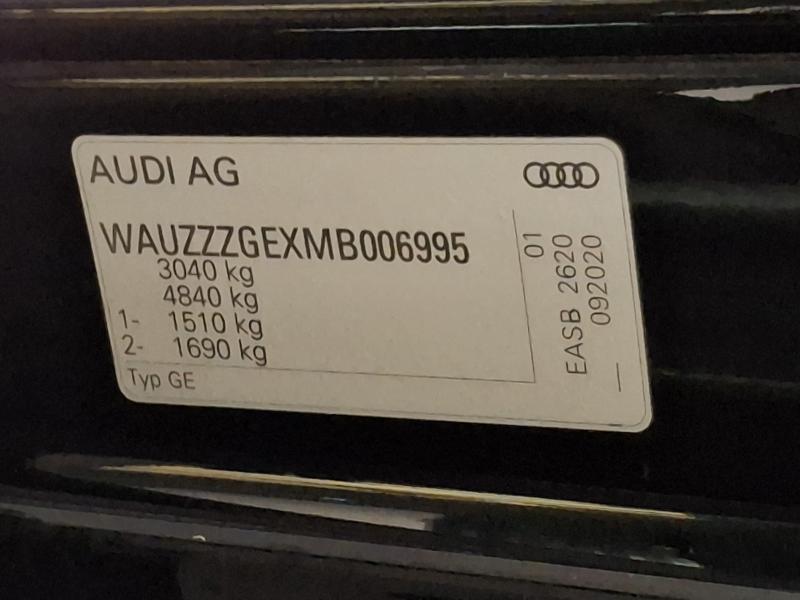 AUDI AG
WAUZZZGEXMB006995
3040 kg
4840 kg
1- 1510 kg
2- 1690 kg
Typ GE
01
EASB 2620
092020